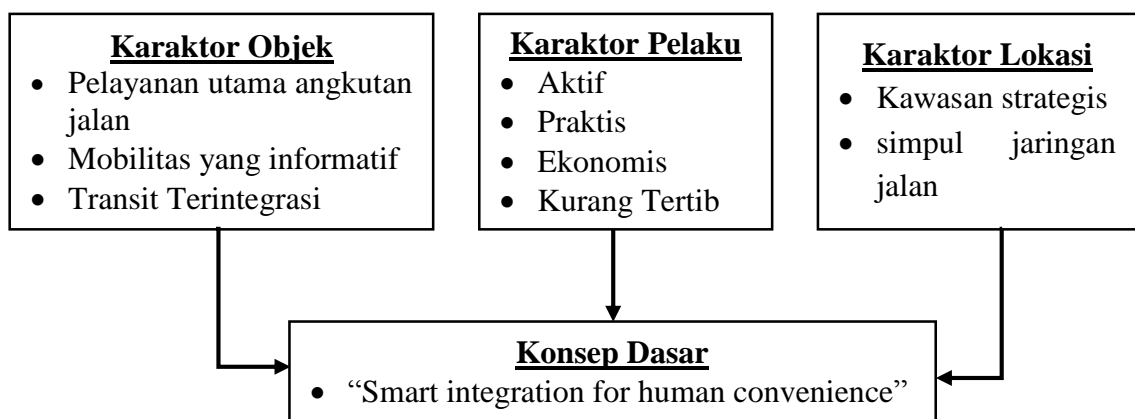 Karaktor Objek
• Pelayanan utama angkutan
jalan
• Mobilitas yang informatif
• Transit Terintegrasi
Karaktor Pelaku
• Aktif
• Praktis
• Ekonomis
• Kurang Tertib
Karaktor Lokasi
• Kawasan strategis
• simpul jaringan
jalan
Konsep Dasar
• “Smart integration for human convenience”